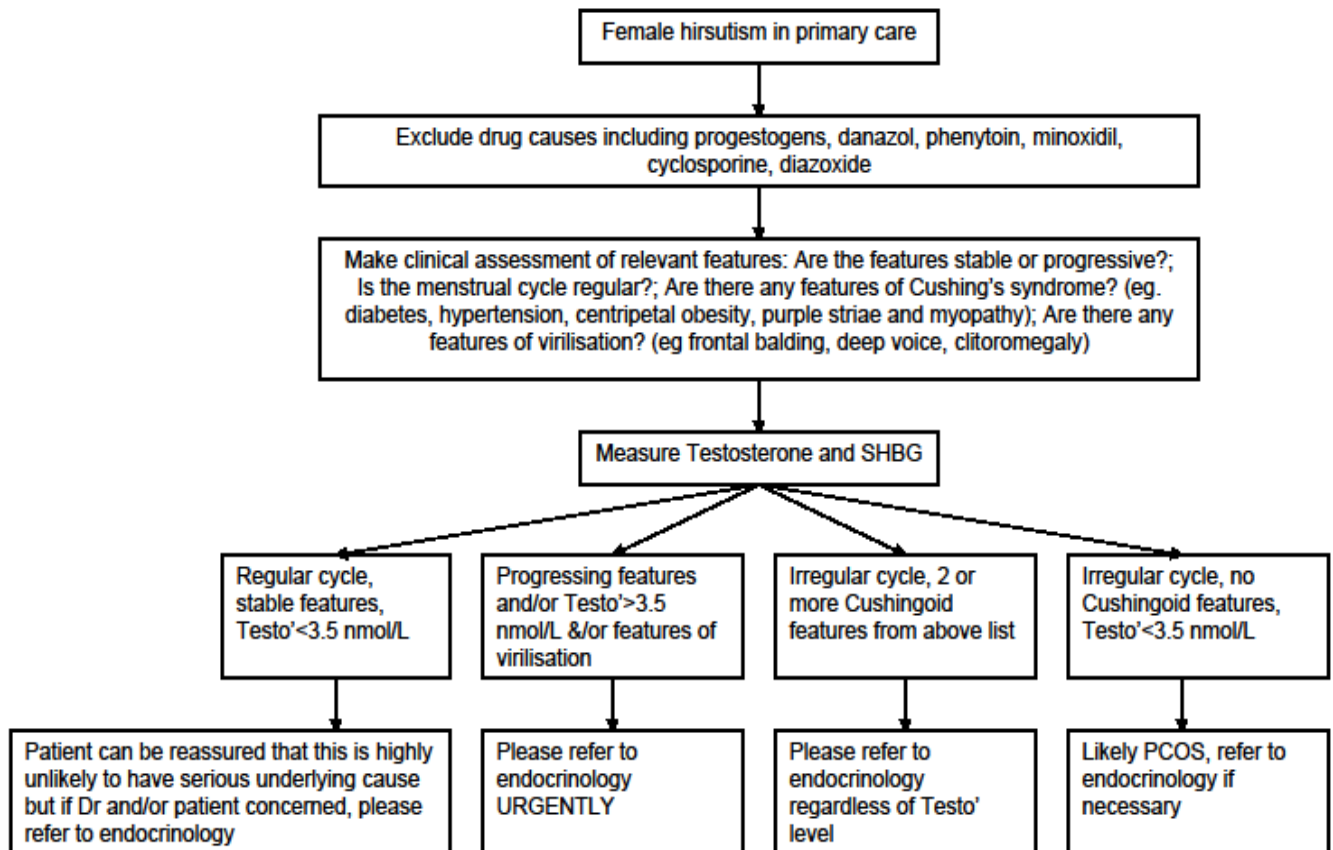 Female hirsutism in primary care
Exclude drug causes including progestogens, danazol, phenytoin, minoxidil,
cyclosporine, diazoxide
Make clinical assessment of relevant features: Are the features stable or progressive?;
Is the menstrual cycle regular?; Are there any features of Cushing's syndrome? (eg.
diabetes, hypertension, centripetal obesity, purple striae and myopathy); Are there any
features of virilisation? (eg frontal balding, deep voice, clitoromegaly)
Measure Testosterone and SHBG
Regular cycle,
stable features,
Testo'<3.5 nmol/L
Progressing features
and/or Testo'>3.5
nmol/L &/or features of
virilisation
Irregular cycle, 2 or
more Cushingoid
features from above list
Irregular cycle, no
Cushingoid features,
Testo'<3.5 nmol/L
Patient can be reassured that this is highly
unlikely to have serious underlying cause
but if Dr and/or patient concerned, please
refer to endocrinology
Please refer to
endocrinology
URGENTLY
Please refer to
endocrinology
regardless of Testo'
level
Likely PCOS, refer to
endocrinology if
necessary